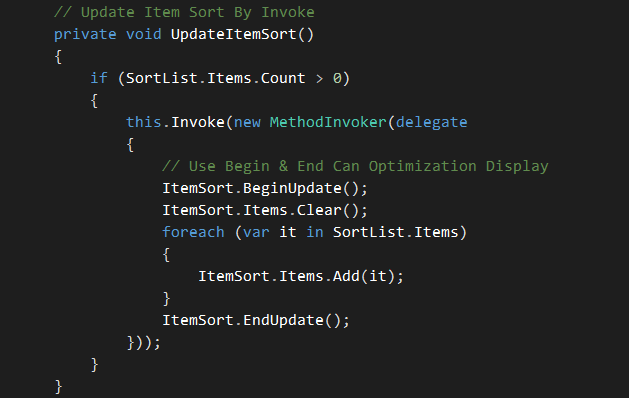 // Update Item Sort By Invoke
private void UpdateItemSort()
{
    if (SortList.Items.Count > 0)
    {
        this.Invoke(new MethodInvoker(delegate
        {
            // Use Begin & End Can Optimization Display
            ItemSort.BeginUpdate();
            ItemSort.Items.Clear();
            foreach (var it in SortList.Items)
            {
                ItemSort.Items.Add(it);
            }
            ItemSort.EndUpdate();
        }));
    }
}